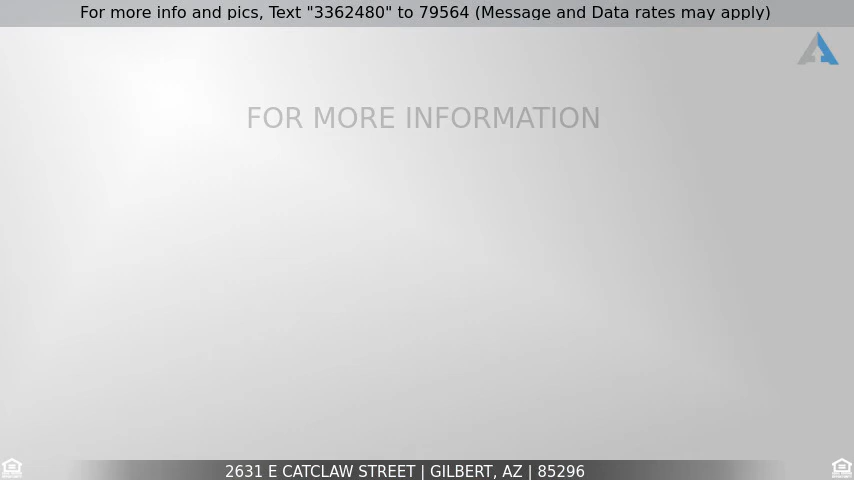 For more info and pics, Text "3362480" to 79564 (Message and Data rates may apply)
FOR MORE INFORMATION
2631 E CATCLAW STREET | GILBERT, AZ | 85296